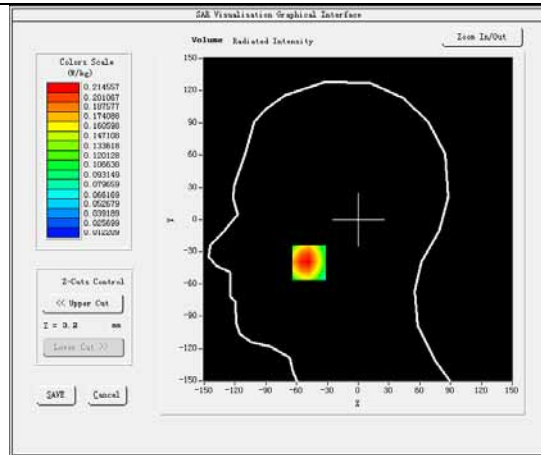 SAR Visualisation Graphical Interface
Volume Radiated Intensity
Zoom In/Out
Colors Scale
(W/kg)
0.214557
0.201067
0.187577
0.174088
0.160598
0.147108
0.133618
0.120128
0.106638
0.093149
0.079659
0.066169
0.052679
0.039189
0.025699
0.012209
150
120
90
60
30
0
-30
-60
-90
-120
-150
Y
-150 -120 -90 -60 -30 0 30 60 90 120 150
X
Z-Cuts Control
<< Upper Cut
Z = 3.2 mm
Lower Cut >>
SAVE
Cancel